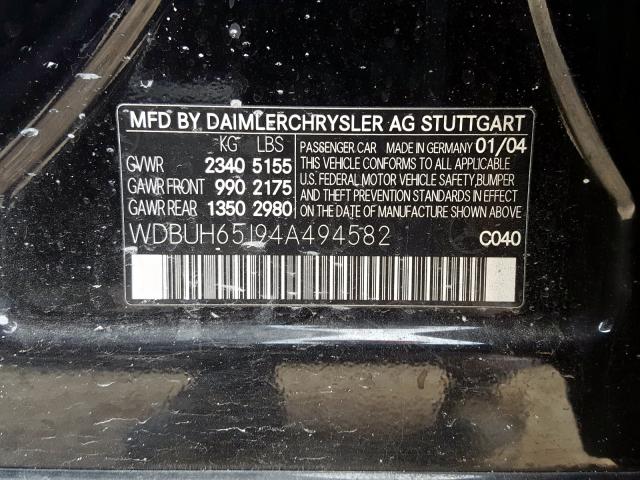 MFD BY DAIMLERCHRYSLER AG STUTTGART
KG LBS
GVWR 2340 5155
GAWR FRONT 990 2175
GAWR REAR 1350 2980
PASSENGER CAR MADE IN GERMANY 01/04
THIS VEHICLE CONFORMS TO ALL APPLICABLE
U.S. FEDERAL MOTOR VEHICLE SAFETY, BUMPER
AND THEFT PREVENTION STANDARDS IN EFFECT
ON THE DATE OF MANUFACTURE SHOWN ABOVE
WDBUH65J94A494582
C040